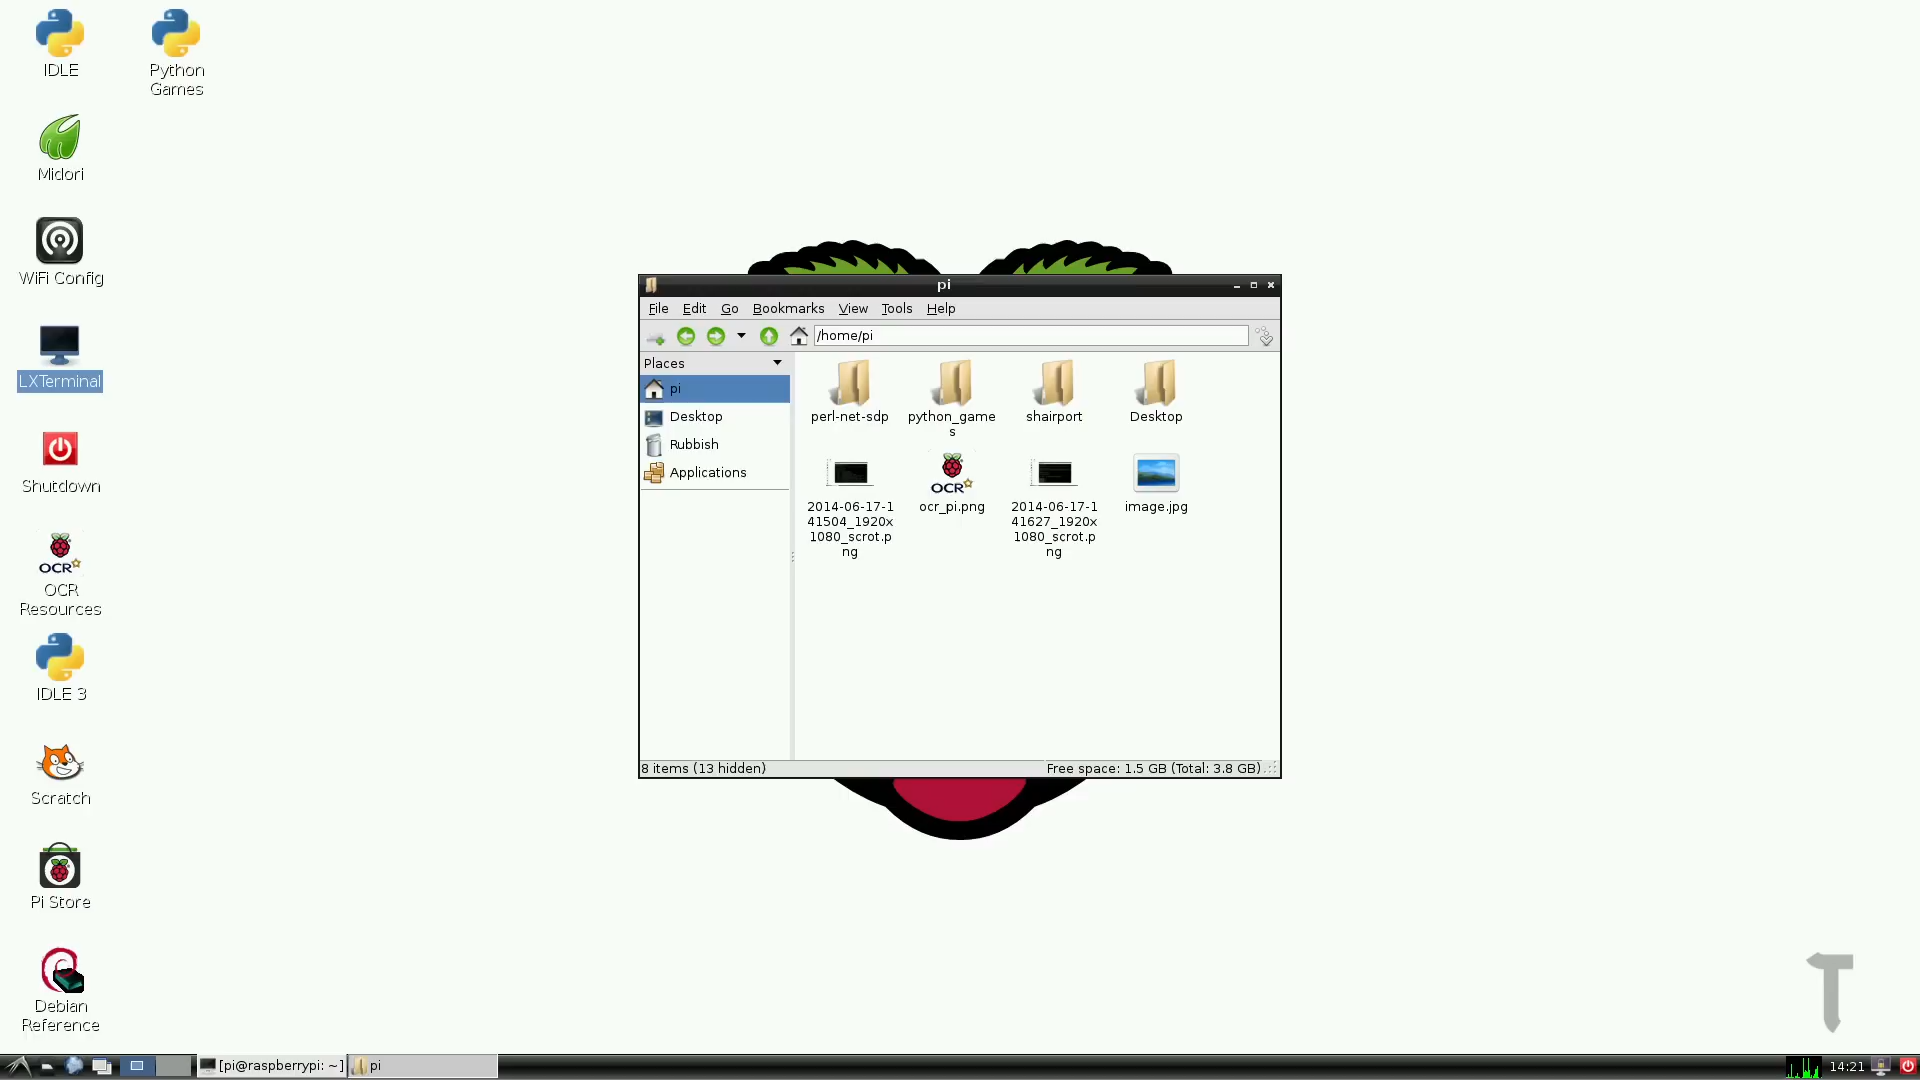 IDLE
Python
Games
Midori
WiFi Config
LXTerminal
Shutdown
OCR
OCR
Resources
IDLE 3
Scratch
Pi Store
Debian
Reference
pi
File Edit Go Bookmarks View Tools Help
/home/pi
Places
pi
Desktop
Rubbish
Applications
perl-net-sdp
python_game
s
shairport
Desktop
2014-06-17-1
41504_1920x
1080_scrot.p
ng
OCR
ocr_pi.png
2014-06-17-1
41627_1920x
1080_scrot.p
ng
image.jpg
8 items (13 hidden)
Free space: 1.5 GB (Total: 3.8 GB)
T
[pi@raspberrypi: ~]
pi
14:21